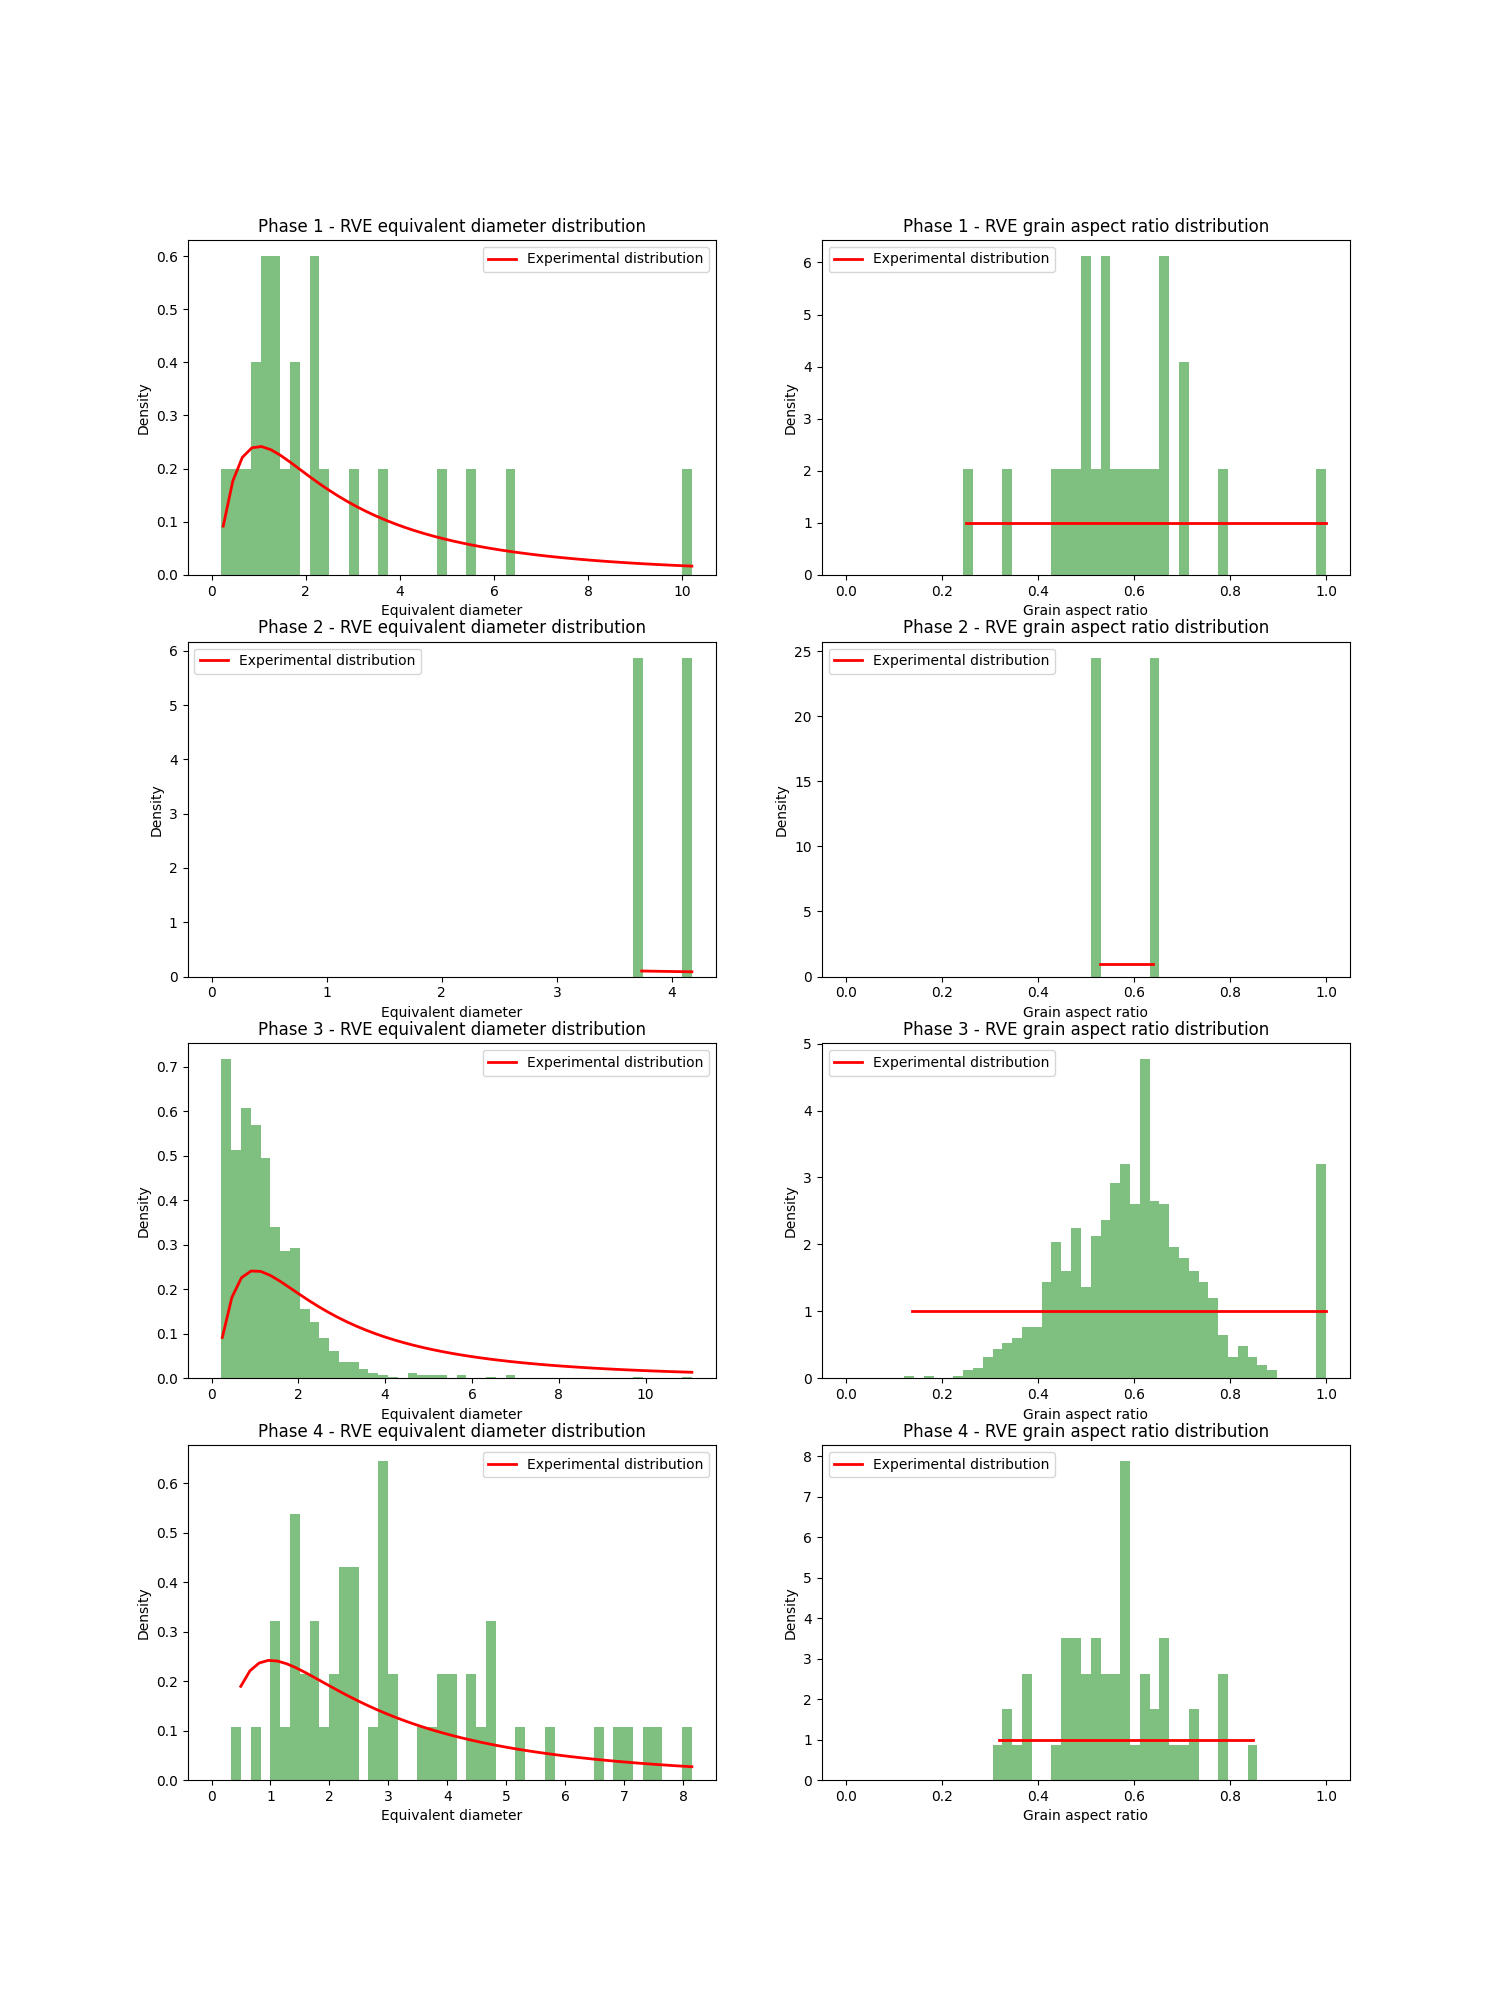 Phase 1 - RVE equivalent diameter distribution
Experimental distribution
0.6
0.5
0.4
0.3
0.2
0.1
0.0
Density
0 2 4 6 8 10
Equivalent diameter
Phase 1 - RVE grain aspect ratio distribution
Experimental distribution
6
5
4
3
2
1
0
Density
0.0 0.2 0.4 0.6 0.8 1.0
Grain aspect ratio
Phase 2 - RVE equivalent diameter distribution
Experimental distribution
6
5
4
3
2
1
0
Density
0 1 2 3 4
Equivalent diameter
Phase 2 - RVE grain aspect ratio distribution
Experimental distribution
25
20
15
10
5
0
Density
0.0 0.2 0.4 0.6 0.8 1.0
Grain aspect ratio
Phase 3 - RVE equivalent diameter distribution
Experimental distribution
0.7
0.6
0.5
0.4
0.3
0.2
0.1
0.0
Density
0 2 4 6 8 10
Equivalent diameter
Phase 3 - RVE grain aspect ratio distribution
Experimental distribution
5
4
3
2
1
0
Density
0.0 0.2 0.4 0.6 0.8 1.0
Grain aspect ratio
Phase 4 - RVE equivalent diameter distribution
Experimental distribution
0.6
0.5
0.4
0.3
0.2
0.1
0.0
Density
0 1 2 3 4 5 6 7 8
Equivalent diameter
Phase 4 - RVE grain aspect ratio distribution
Experimental distribution
8
7
6
5
4
3
2
1
0
Density
0.0 0.2 0.4 0.6 0.8 1.0
Grain aspect ratio